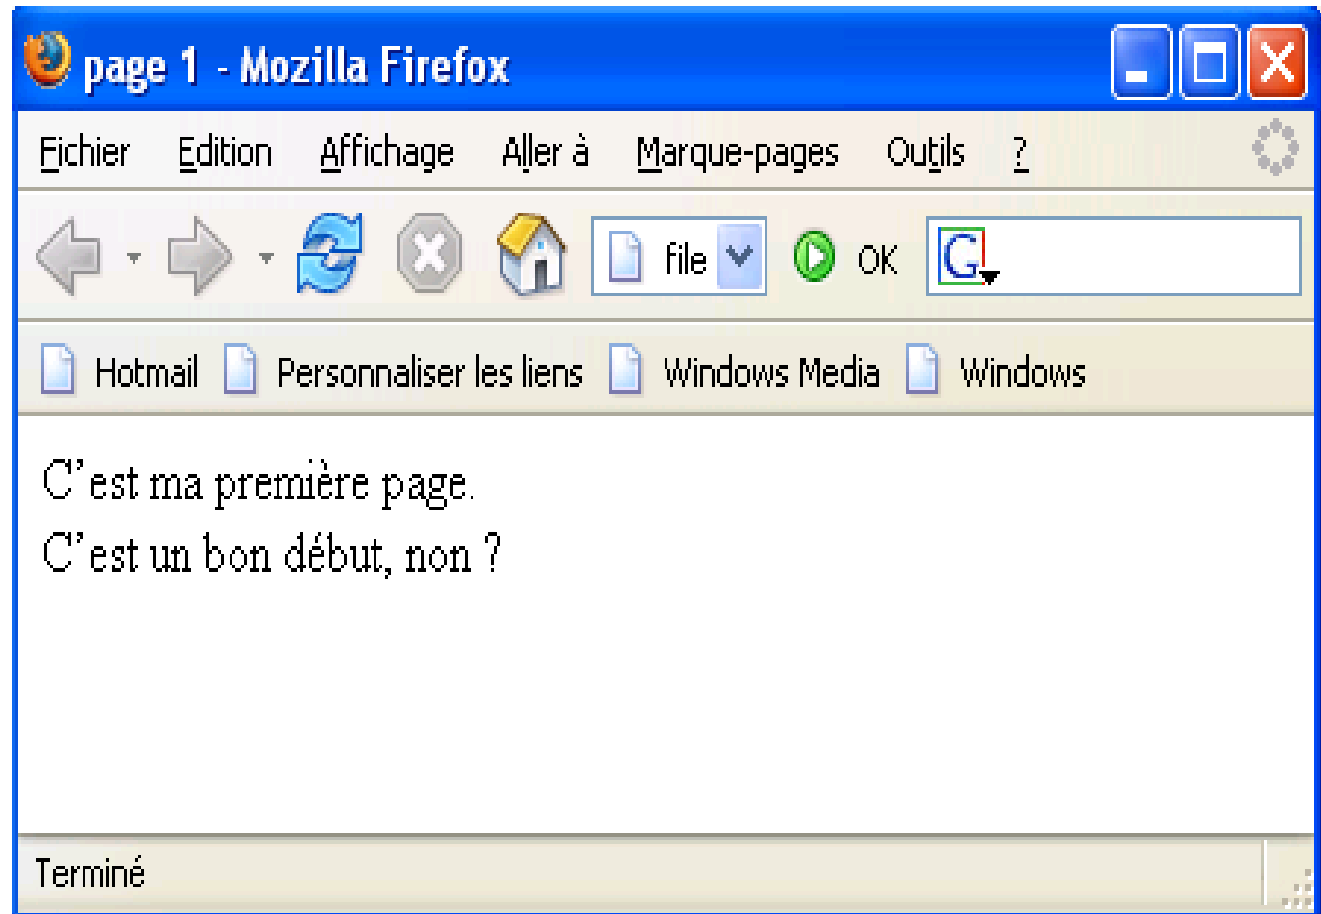 page 1 - Mozilla Firefox
Fichier Edition Affichage Aller à Marque-pages Outils ?
file OK G
Hotmail Personnaliser les liens Windows Media Windows
C’est ma première page.
C’est un bon début, non ?
Terminé